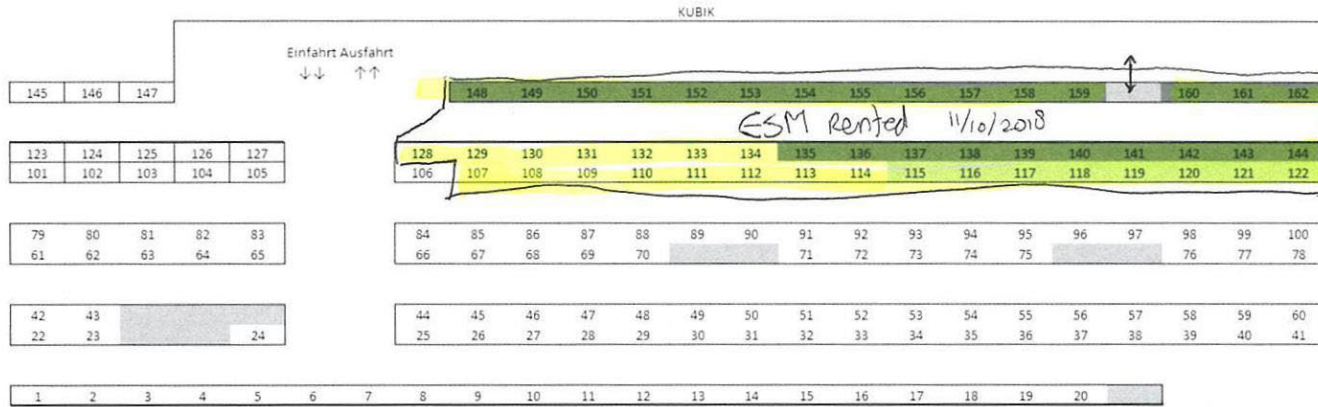 KUBIK
Einfahrt Ausfahrt
↓↓ ↑↑
145 146 147 148 149 150 151 152 153 154 155 156 157 158 159 160 161 162
ESM Rented 11/10/2018
123 124 125 126 127 128 129 130 131 132 133 134 135 136 137 138 139 140 141 142 143 144
101 102 103 104 105 106 107 108 109 110 111 112 113 114 115 116 117 118 119 120 121 122
79 80 81 82 83 84 85 86 87 88 89 90 91 92 93 94 95 96 97 98 99 100
61 62 63 64 65 66 67 68 69 70 71 72 73 74 75 76 77 78
42 43 44 45 46 47 48 49 50 51 52 53 54 55 56 57 58 59 60
22 23 24 25 26 27 28 29 30 31 32 33 34 35 36 37 38 39 40 41
1 2 3 4 5 6 7 8 9 10 11 12 13 14 15 16 17 18 19 20